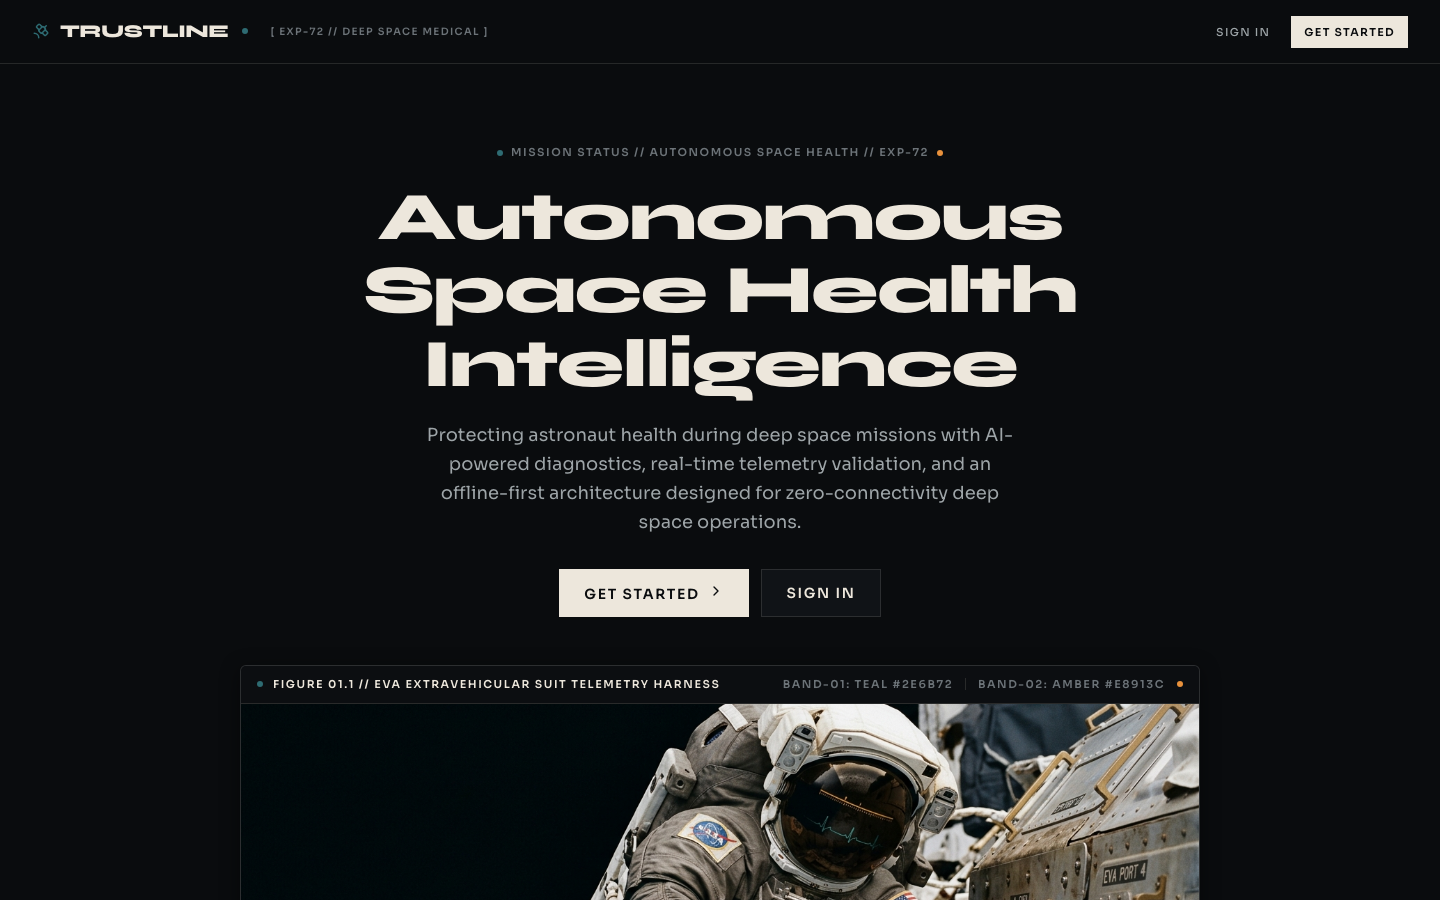 TRUSTLINE
[ EXP-72 // DEEP SPACE MEDICAL ]
SIGN IN
GET STARTED
MISSION STATUS // AUTONOMOUS SPACE HEALTH // EXP-72
Autonomous
Space Health
Intelligence
Protecting astronaut health during deep space missions with AI-
powered diagnostics, real-time telemetry validation, and an
offline-first architecture designed for zero-connectivity deep
space operations.
GET STARTED
SIGN IN
FIGURE 01.1 // EVA EXTRAVEHICULAR SUIT TELEMETRY HARNESS
BAND-01: TEAL #2E6B72
BAND-02: AMBER #E8913C
EVA PORT 4